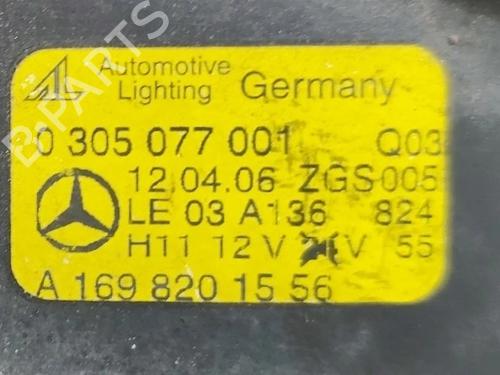 AL Automotive Lighting Germany
0 305 077 001 Q03
12.04.06 ZGS005
LE 03 A136 824
H11 12 V V 55
A 169 820 15 56
B-PARTS